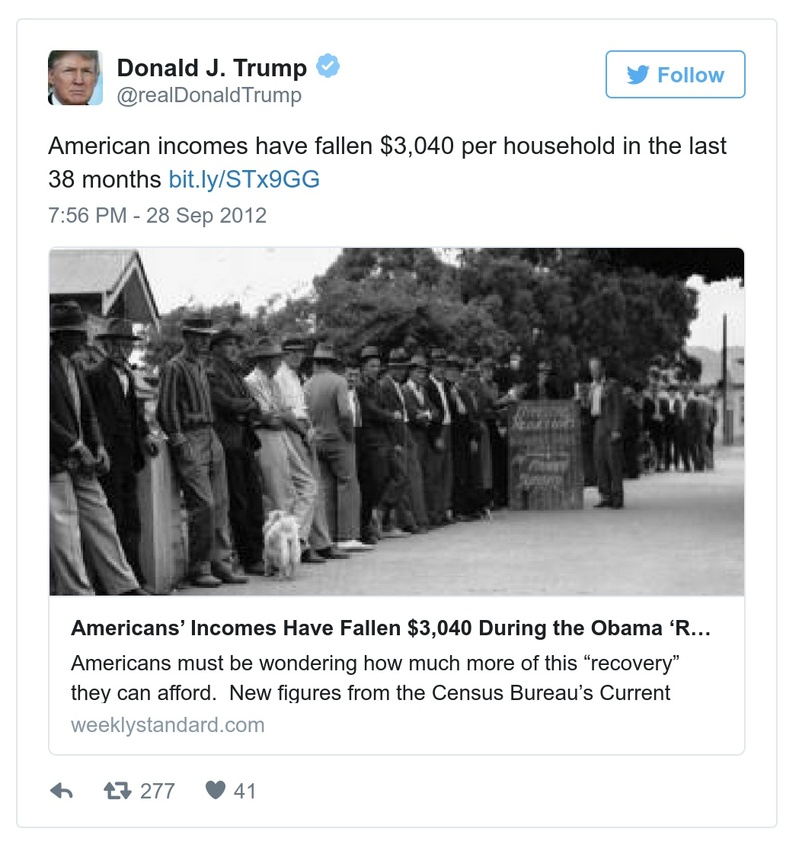 Donald J. Trump
Follow
@realDonaldTrump
American incomes have fallen $3,040 per household in the last
38 months bit.ly/STx9GG
7:56 PM - 28 Sep 2012
Americans’ Incomes Have Fallen $3,040 During the Obama ‘R…
Americans must be wondering how much more of this “recovery”
they can afford.  New figures from the Census Bureau’s Current
weeklystandard.com
277
41